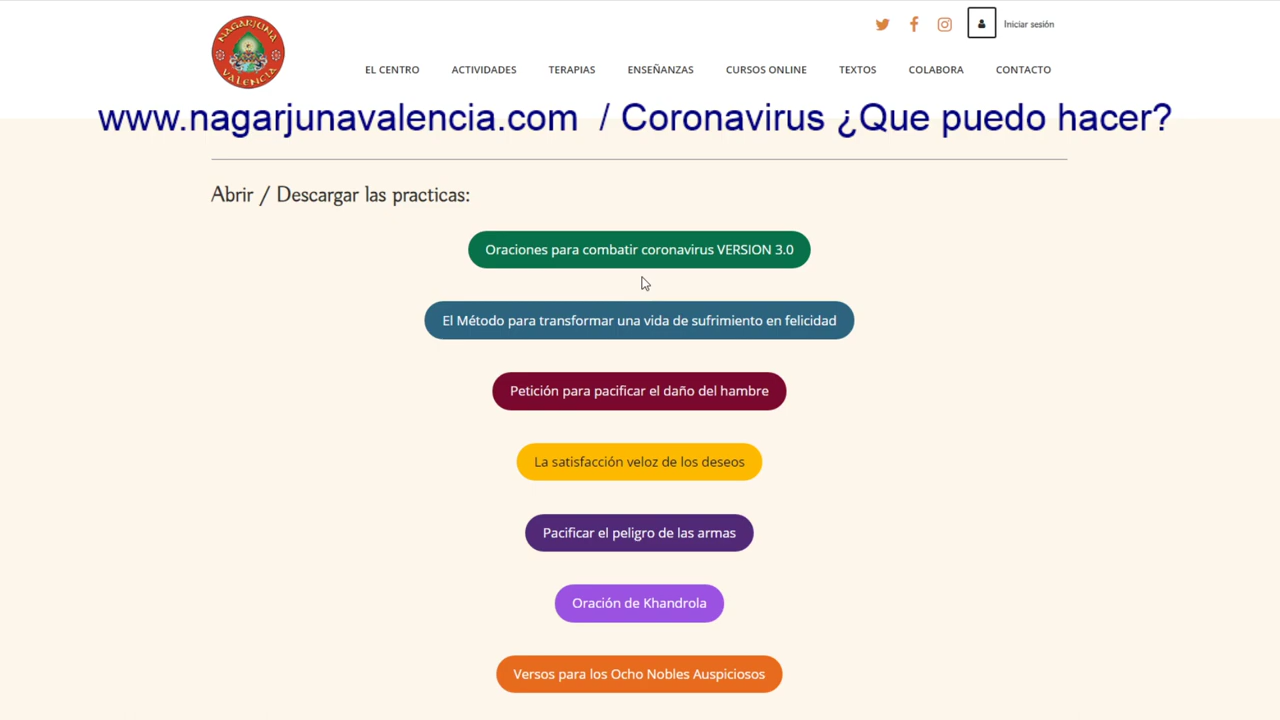 NAGARJUNA
VALENCIA
Iniciar sesión
EL CENTRO ACTIVIDADES TERAPIAS ENSEÑANZAS CURSOS ONLINE TEXTOS COLABORA CONTACTO
www.nagarjunavalencia.com / Coronavirus ¿Que puedo hacer?
Abrir / Descargar las practicas:
Oraciones para combatir coronavirus VERSION 3.0
El Método para transformar una vida de sufrimiento en felicidad
Petición para pacificar el daño del hambre
La satisfacción veloz de los deseos
Pacificar el peligro de las armas
Oración de Khandrola
Versos para los Ocho Nobles Auspiciosos